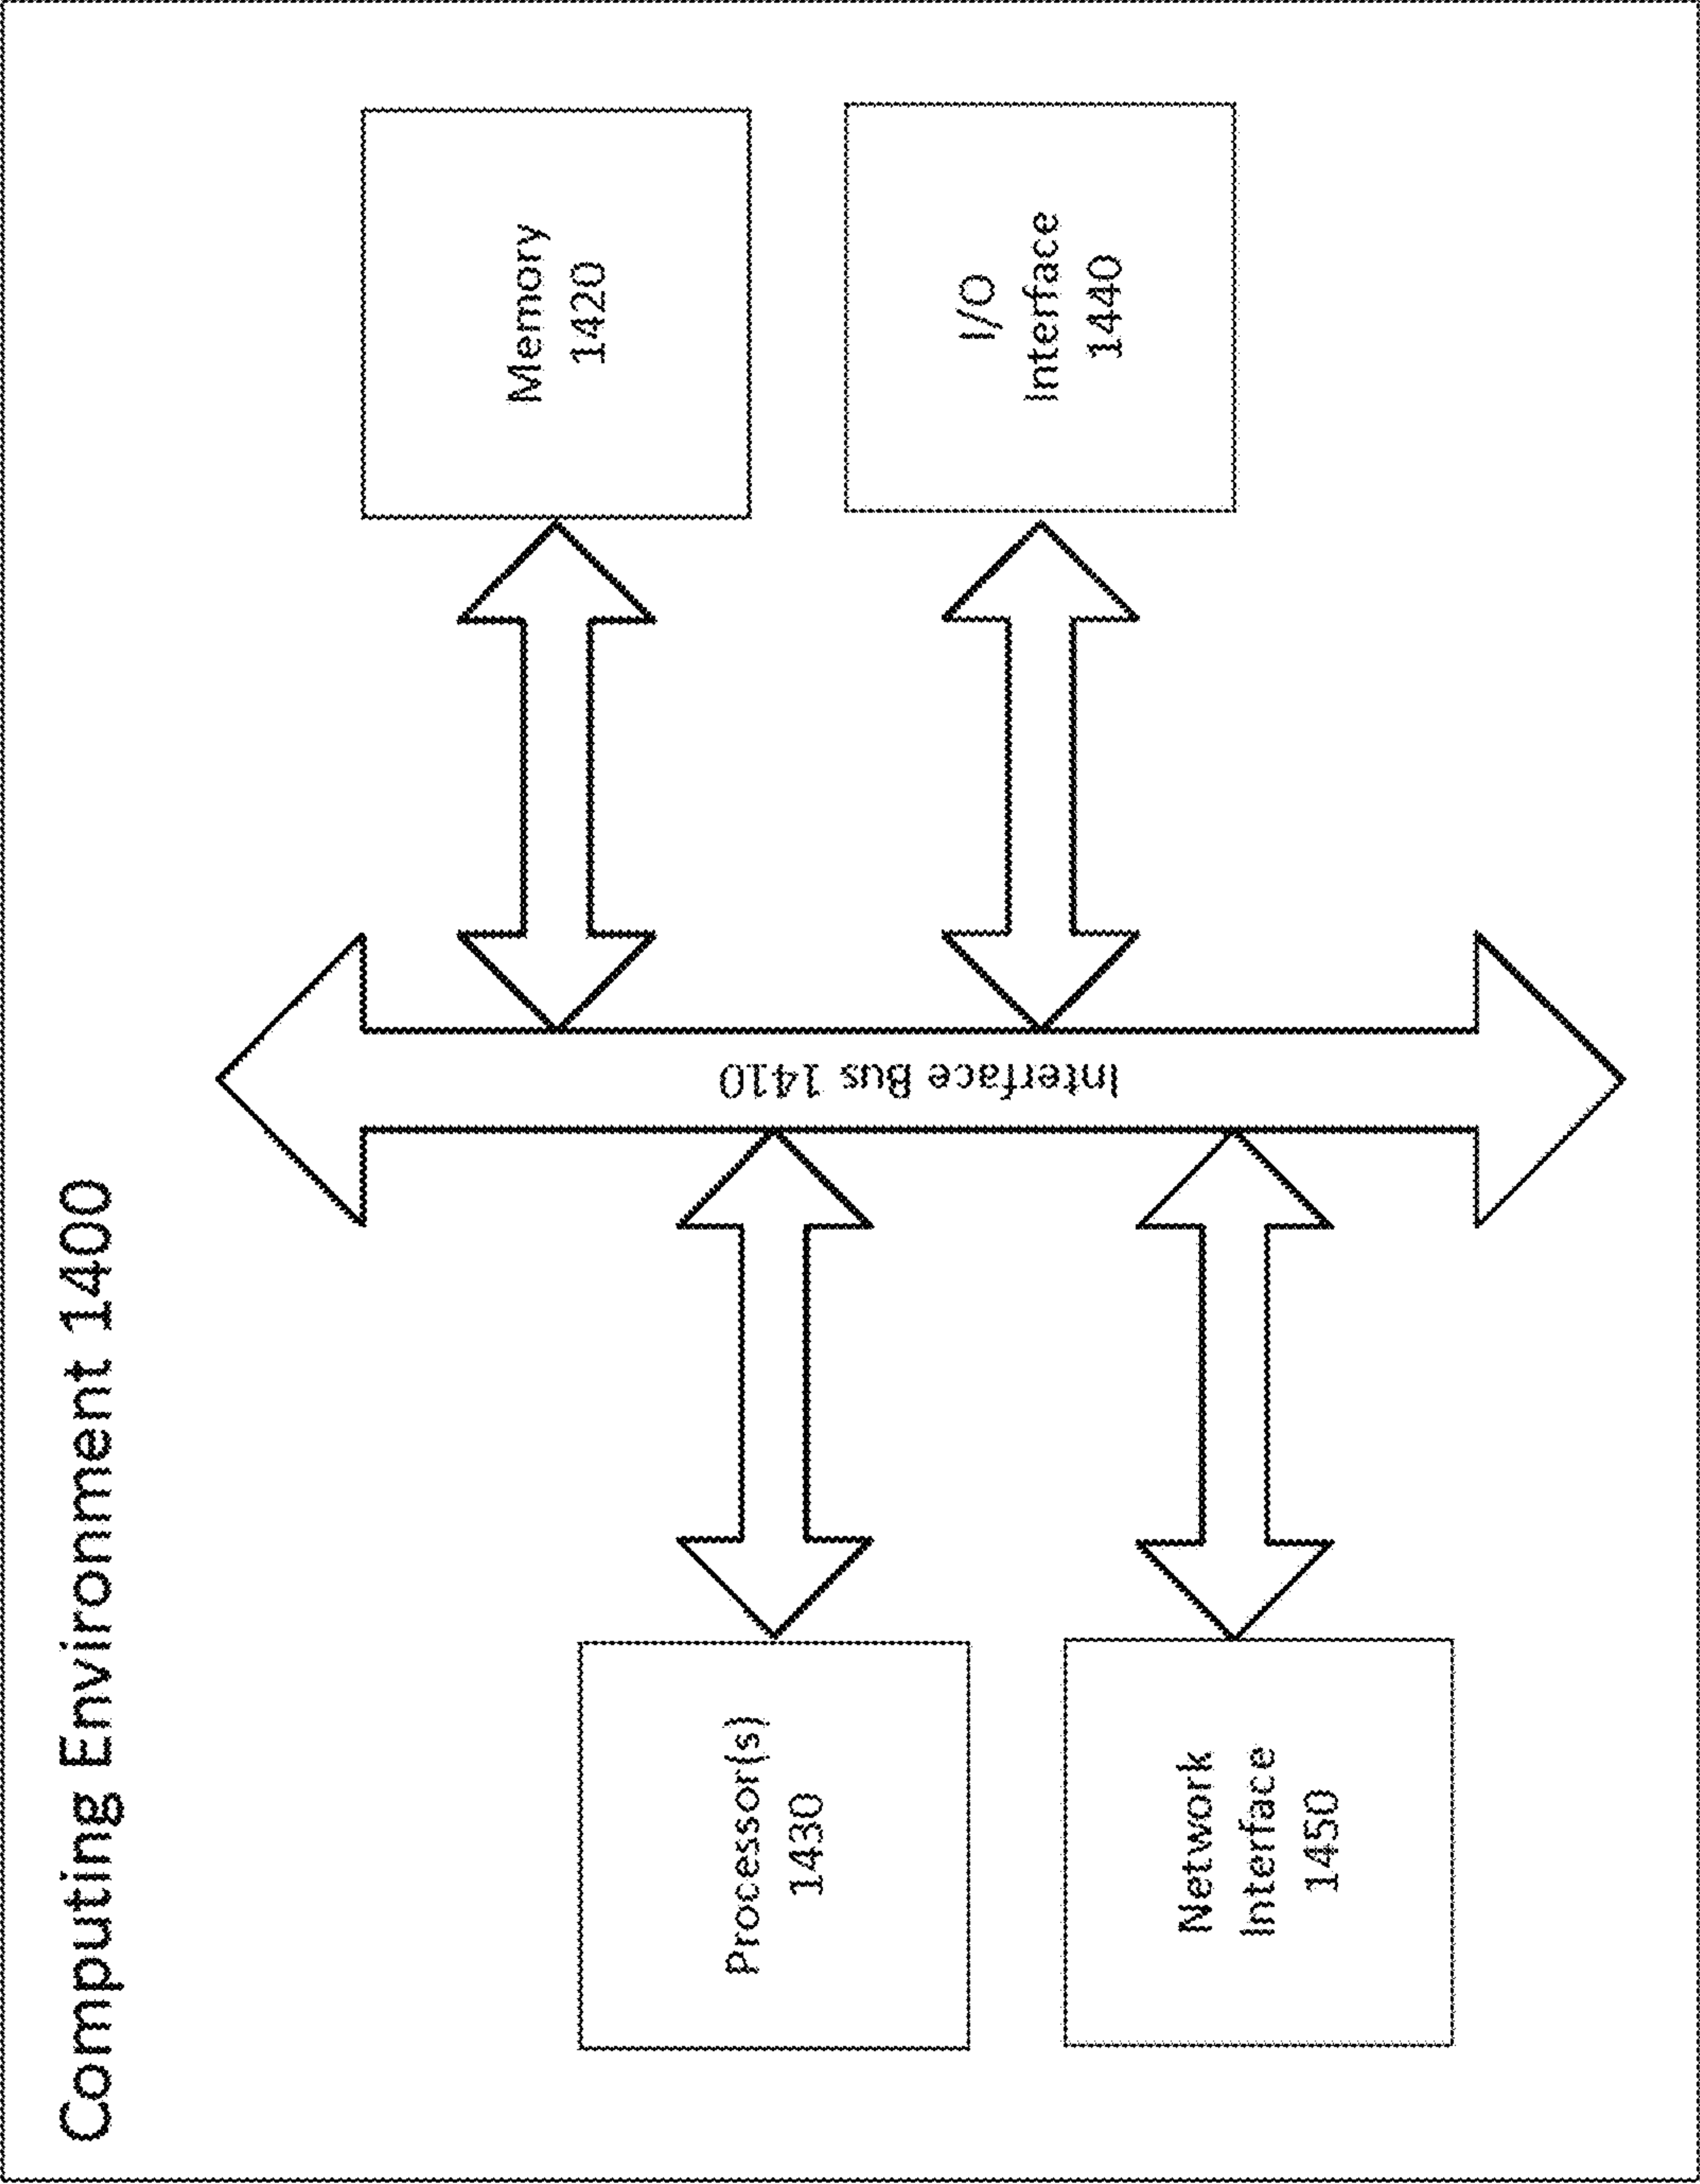 Computing Environment 1400
Processor(s)
1430
Network
Interface
1450
Interface Bus 1410
Memory
1420
I/O
Interface
1440